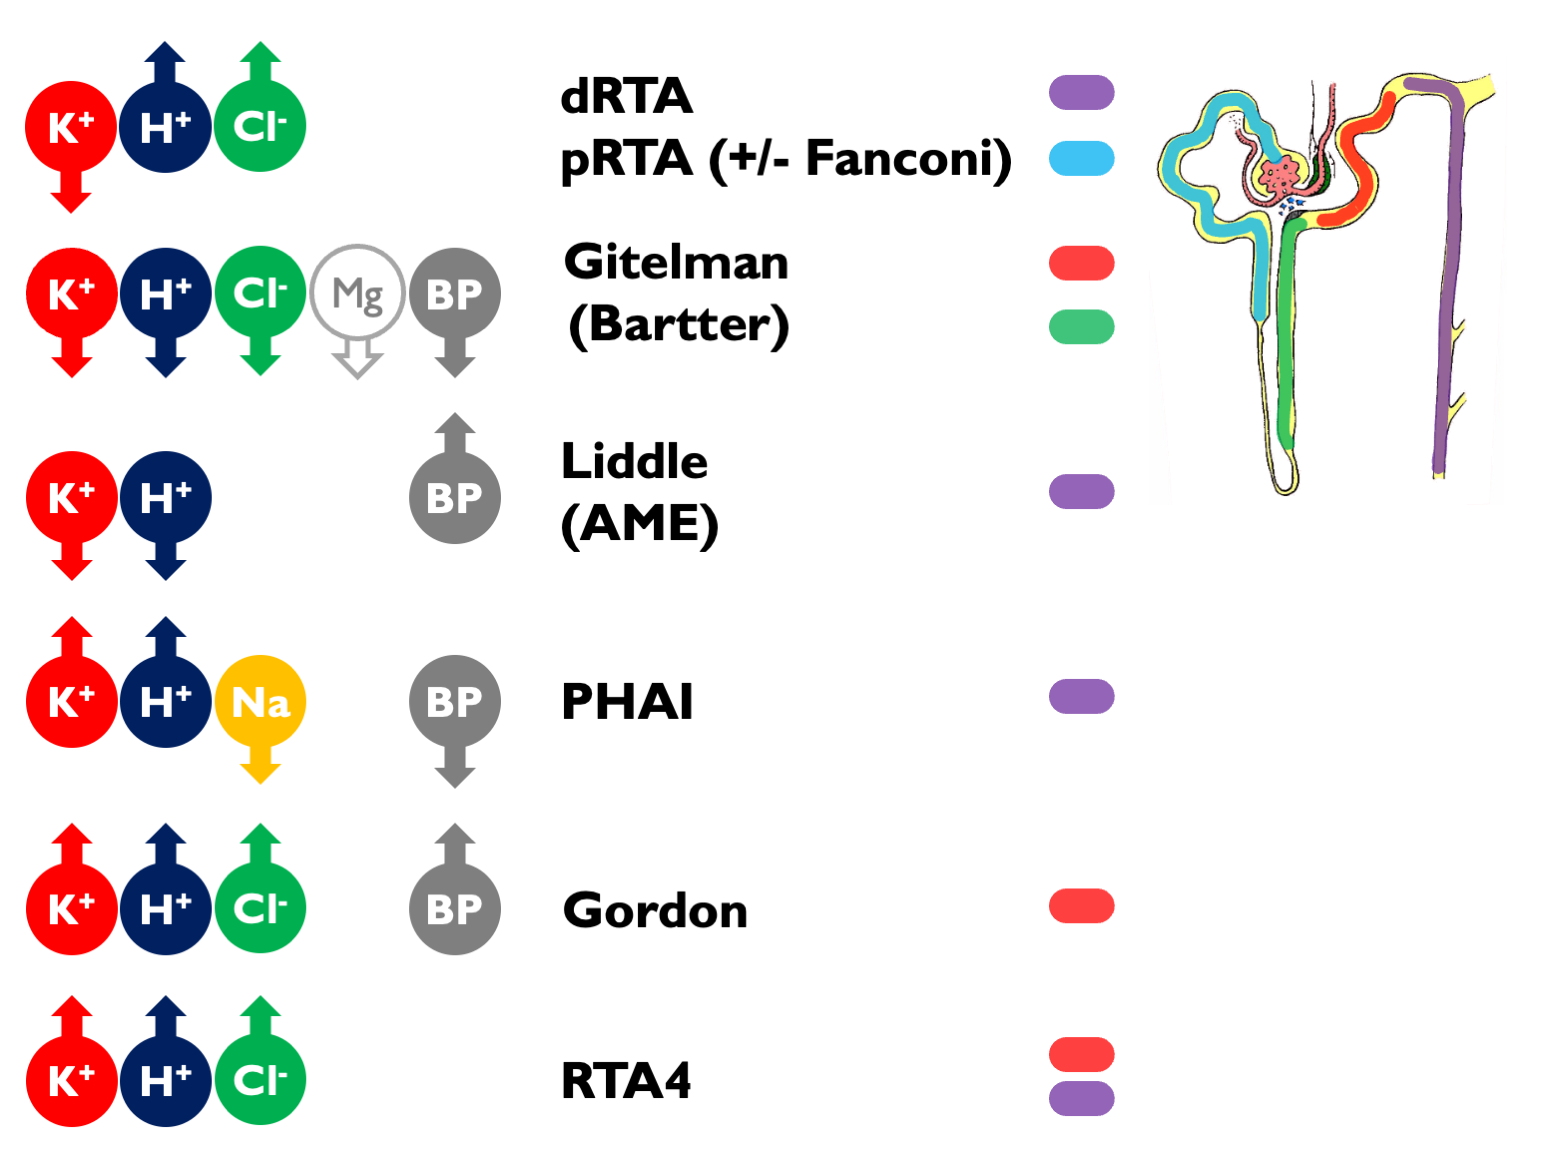 K+ H+ Cl-
dRTA
pRTA (+/- Fanconi)
K+ H+ Cl- Mg BP
Gitelman
(Bartter)
K+ H+ BP
Liddle
(AME)
K+ H+ Na BP
PHAI
K+ H+ Cl- BP
Gordon
K+ H+ Cl-
RTA4